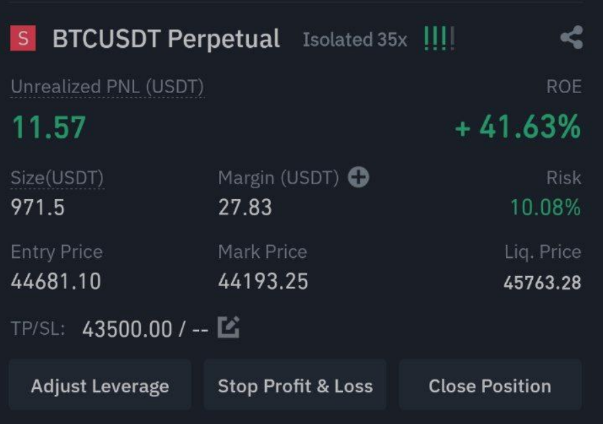 S BTCUSDT Perpetual Isolated 35x !!!!
Unrealized PNL (USDT) ROE
11.57 + 41.63%
Size(USDT) Margin (USDT) Risk
971.5 27.83 10.08%
Entry Price Mark Price Liq. Price
44681.10 44193.25 45763.28
TP/SL: 43500.00 / --
Adjust Leverage Stop Profit & Loss Close Position